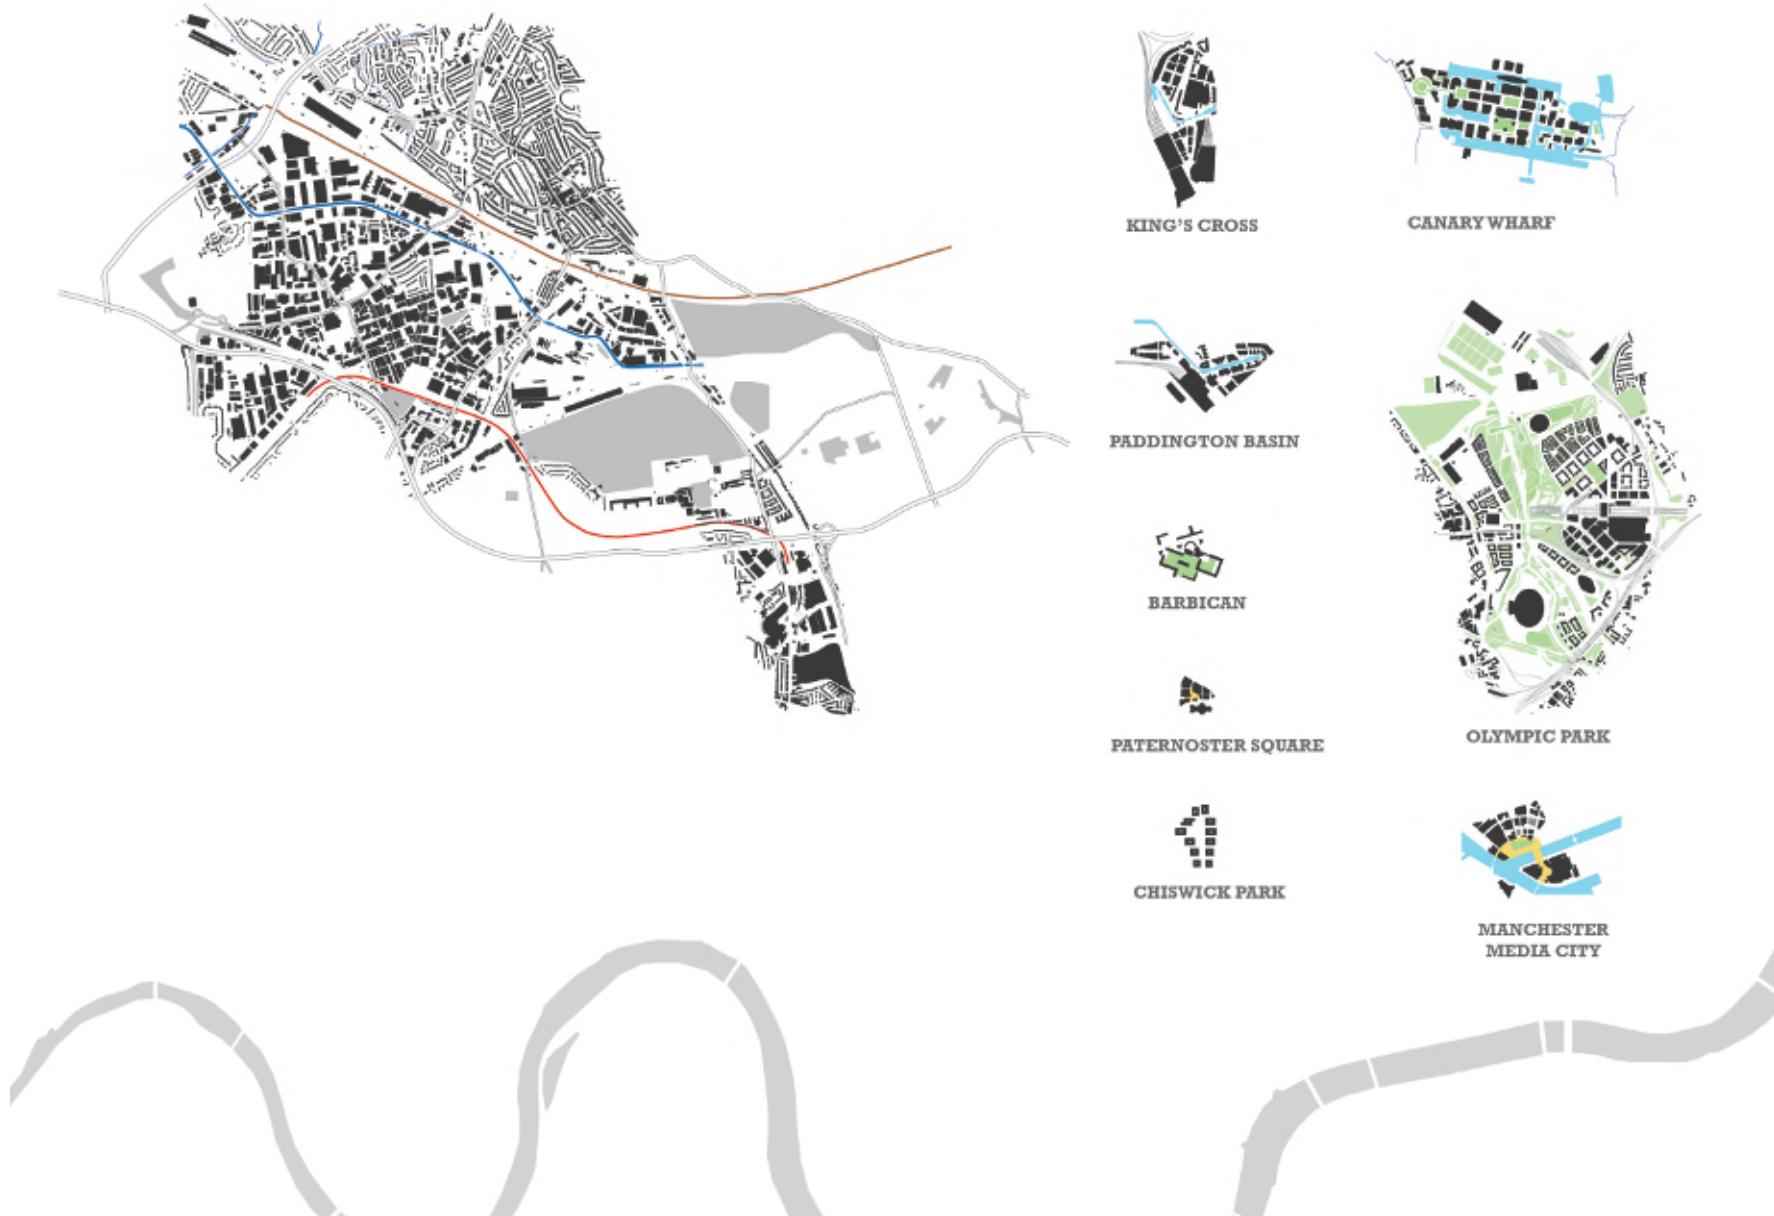 KING'S CROSS
CANARY WHARF
PADDINGTON BASIN
BARBICAN
PATERNOSTER SQUARE
OLYMPIC PARK
CHISWICK PARK
MANCHESTER
MEDIA CITY